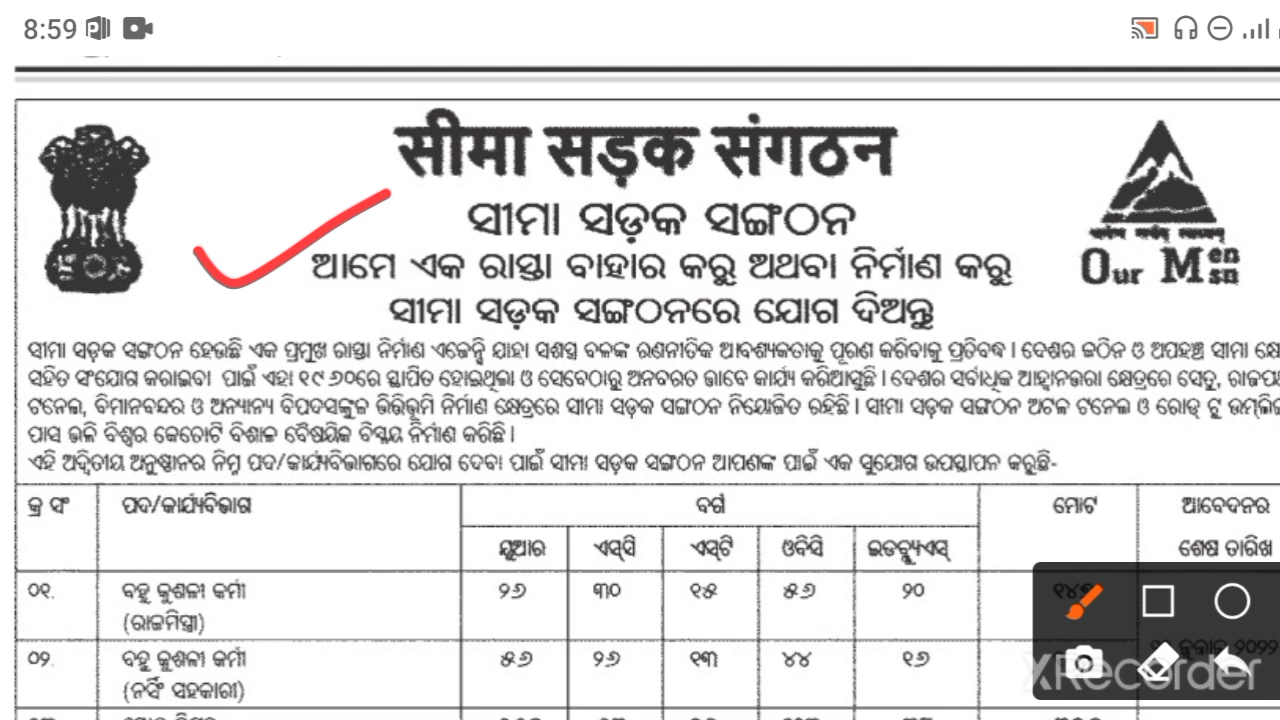 8:59
सीमा सड़क संगठन
ସୀମା ସଡ଼କ ସଙ୍ଗଠନ
ଆମେ ଏକ ରାସ୍ତା ବାହାର କରୁ ଅଥବା ନିର୍ମାଣ କରୁ
ସୀମା ସଡ଼କ ସଙ୍ଗଠନରେ ଯୋଗ ଦିଅନ୍ତୁ
Our Men
ସୀମା ସଡ଼କ ସଙ୍ଗଠନ ହେଉଛି ଏକ ପ୍ରମୁଖ ରାସ୍ତା ନିର୍ମାଣ ଏଜେନ୍ସି ଯାହା ସଶସ୍ତ୍ର ବଳଙ୍କ ରଣନୀତିକ ଆବଶ୍ୟକତାକୁ ପୂରଣ କରିବାକୁ ପ୍ରତିବଦ୍ଧ । ଦେଶର କଠିନ ଓ ଅପହଞ୍ଚ ସୀମା
ସହିତ ସଂଯୋଗ କରାଇବା ପାଇଁ ଏହା ୧୯୬୦ରେ ସ୍ଥାପିତ ହୋଇଥିଲା ଓ ସେବେଠାରୁ ଅନବରତ ଭାବେ କାର୍ଯ୍ୟ କରିଆସୁଛି । ଦେଶର ସର୍ବାଧିକ ଆହ୍ବାନଭରା କ୍ଷେତ୍ରରେ ସେତୁ,
ଟନେଲ, ବିମାନବନ୍ଦର ଓ ଅନ୍ୟାନ୍ୟ ବିପଦସଙ୍କୁଳ ଭିତ୍ତିଭୂମି ନିର୍ମାଣ କ୍ଷେତ୍ରରେ ସୀମା ସଡ଼କ ସଙ୍ଗଠନ ନିୟୋଜିତ ରହିଛି । ସୀମା ସଡ଼କ ସଙ୍ଗଠନ ଅଟଳ ଟନେଲ ଓ ରୋଡ୍ ଟୁ
ପାସ ଭଳି ବିଶ୍ୱର କେତୋଟି ବିଶାଳ ବୈଷୟିକ ବିସ୍ମୟ ନିର୍ମାଣ କରିଛି ।
ଏହି ଅଦ୍ୱିତୀୟ ଅନୁଷ୍ଠାନର ନିମ୍ନ ପଦ/କାର୍ଯ୍ୟବିଭାଗରେ ଯୋଗ ଦେବା ପାଇଁ ସୀମା ସଡ଼କ ସଙ୍ଗଠନ ଆପଣଙ୍କ ପାଇଁ ଏକ ସୁଯୋଗ ଉପସ୍ଥାପନ କରୁଛି-
କ୍ର ସଂ ପଦ/କାର୍ଯ୍ୟବିଭାଗ ବର୍ଗ ମୋଟ ଆବେଦନର
ୟୁଆର ଏସ୍‌ସି ଏସ୍‌ଟି ଓବିସି ଇଡବ୍ଲ୍ୟୁଏସ୍ ଶେଷ ତାରିଖ
୦୧. ବହୁ କୁଶଳୀ କର୍ମୀ ୨୬ ୩୦ ୧୫ ୫୬ ୨୦
(ରାଜମିସ୍ତ୍ରୀ)
୦୨. ବହୁ କୁଶଳୀ କର୍ମୀ ୫୬ ୨୬ ୧୩ ୪୪ ୧୬
(ନର୍ସିଂ ସହକାରୀ)
XRecorder